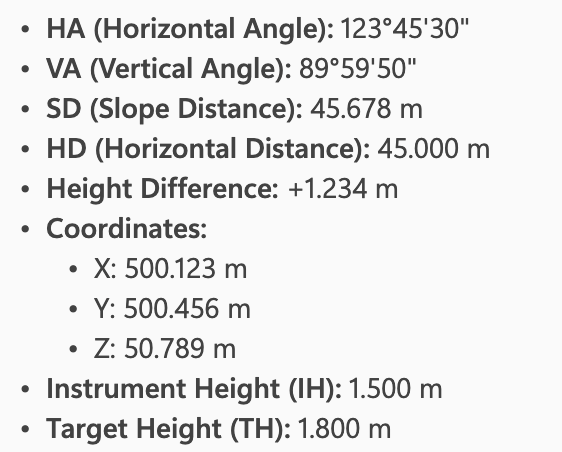 • HA (Horizontal Angle): 123°45'30"
• VA (Vertical Angle): 89°59'50"
• SD (Slope Distance): 45.678 m
• HD (Horizontal Distance): 45.000 m
• Height Difference: +1.234 m
• Coordinates:
• X: 500.123 m
• Y: 500.456 m
• Z: 50.789 m
• Instrument Height (IH): 1.500 m
• Target Height (TH): 1.800 m